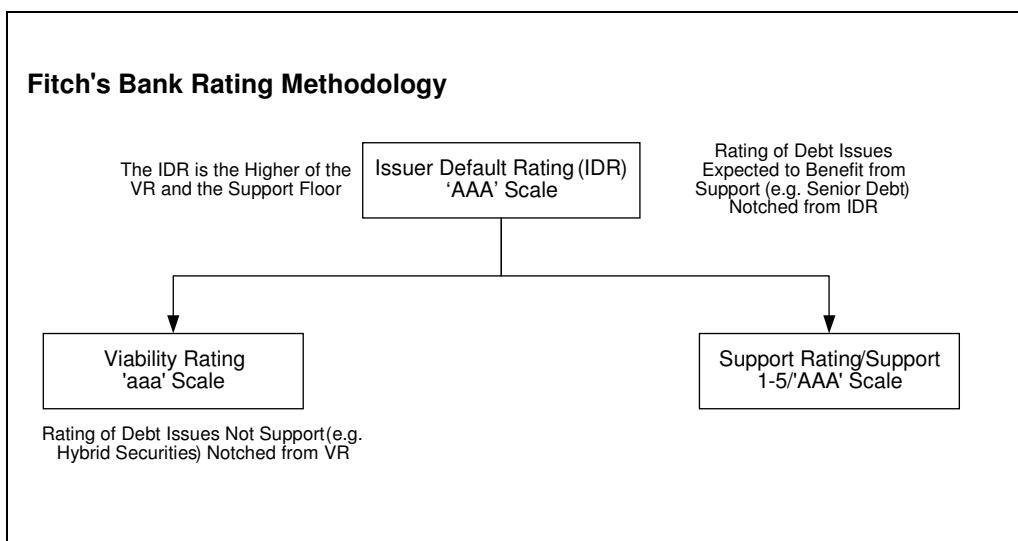 Fitch's Bank Rating Methodology
The IDR is the Higher of the
VR and the Support Floor
Issuer Default Rating (IDR)
‘AAA’ Scale
Rating of Debt Issues
Expected to Benefit from
Support (e.g. Senior Debt)
Notched from IDR
Viability Rating
'aaa' Scale
Support Rating/Support
1-5/'AAA' Scale
Rating of Debt Issues Not Support(e.g.
Hybrid Securities) Notched from VR